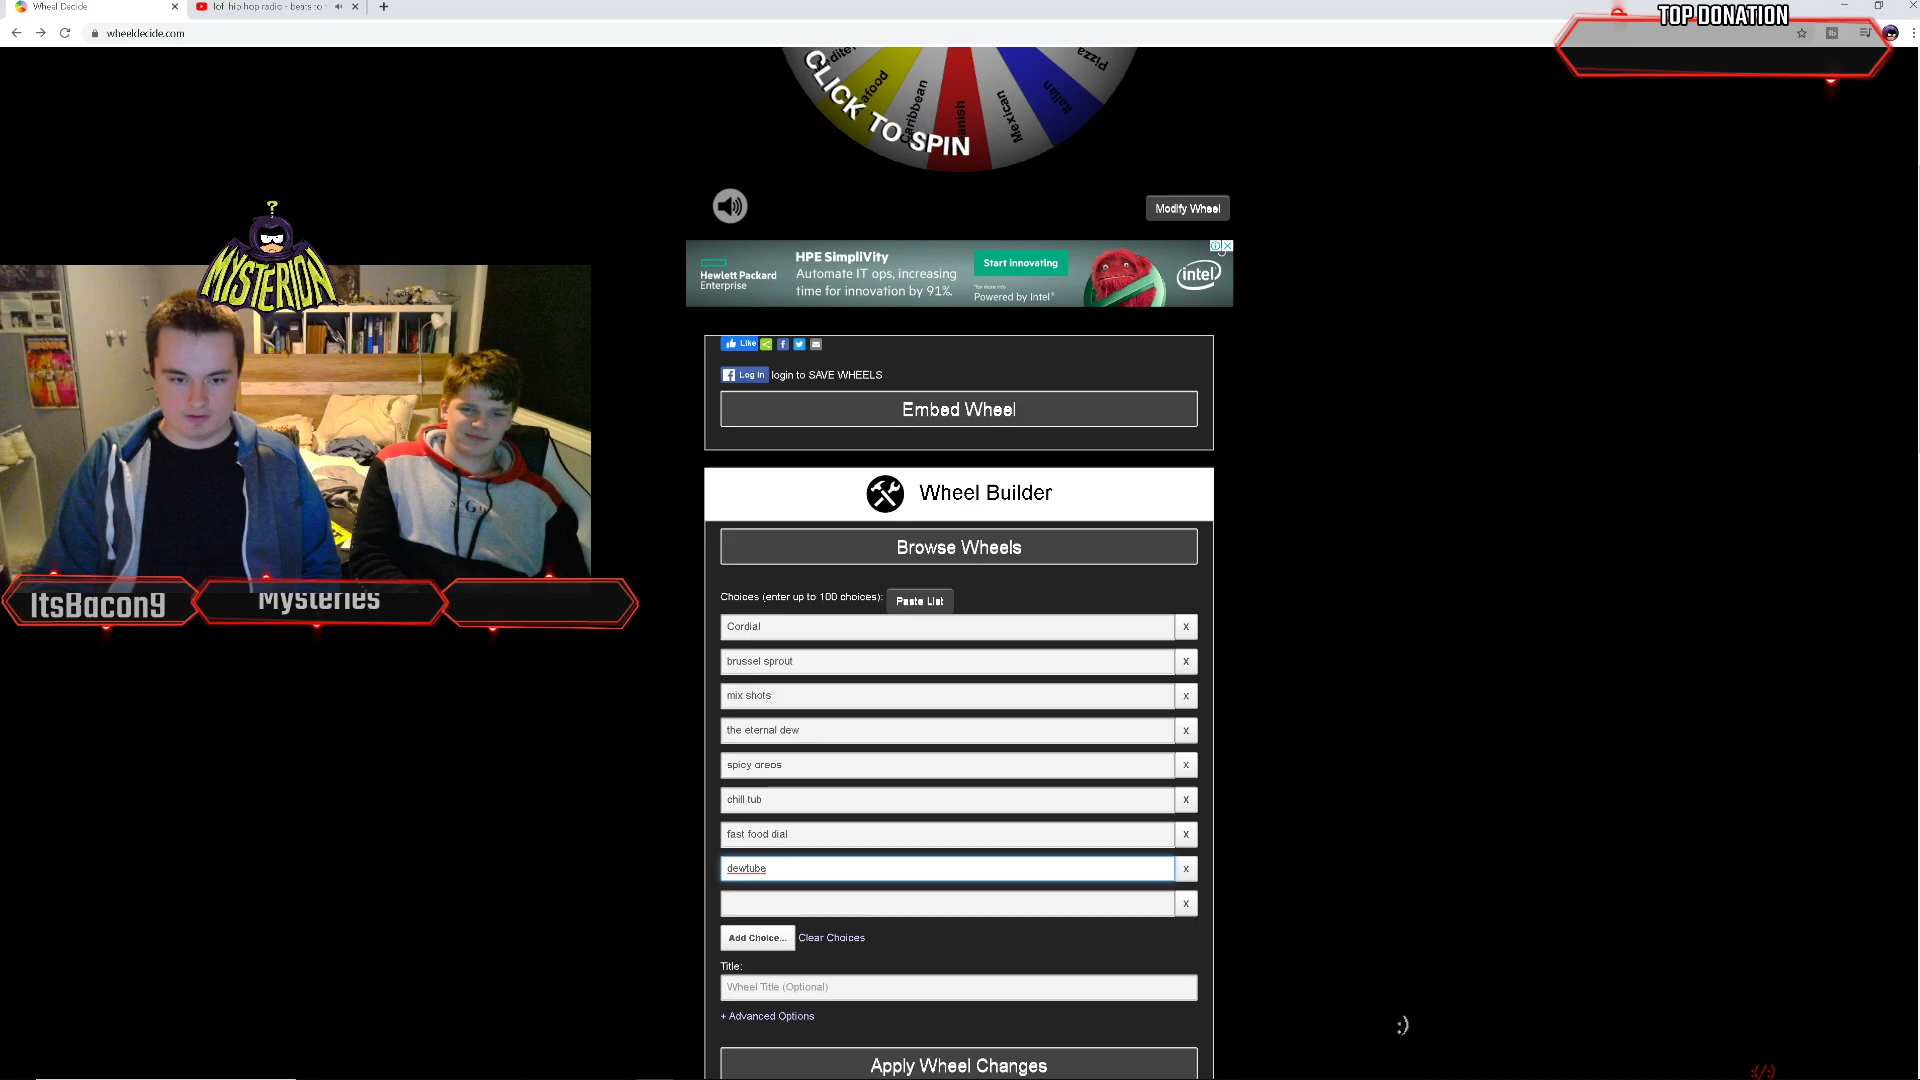 Wheel Decide
lofi hip hop radio - beats to
TOP DONATION
wheeldecide.com
Pizza
Italian
Mexican
CLICK TO SPIN
Modify Wheel
Hewlett Packard
Enterprise
HPE SimpliVity
Automate IT ops, increasing
time for innovation by 91%.
Start innovating
*For more info
Powered by Intel®
intel
MYSTERION
Like
Log In login to SAVE WHEELS
Embed Wheel
Wheel Builder
Browse Wheels
Choices (enter up to 100 choices): Paste List
Cordial X
brussel sprout X
mix shots X
the eternal dew X
X
chill tub X
fast food dial X
dewtube X
X
Add Choice... Clear Choices
Title:
Wheel Title (Optional)
+ Advanced Options
Apply Wheel Changes
ItsBacon9
Mysteries
:)
:(/:)